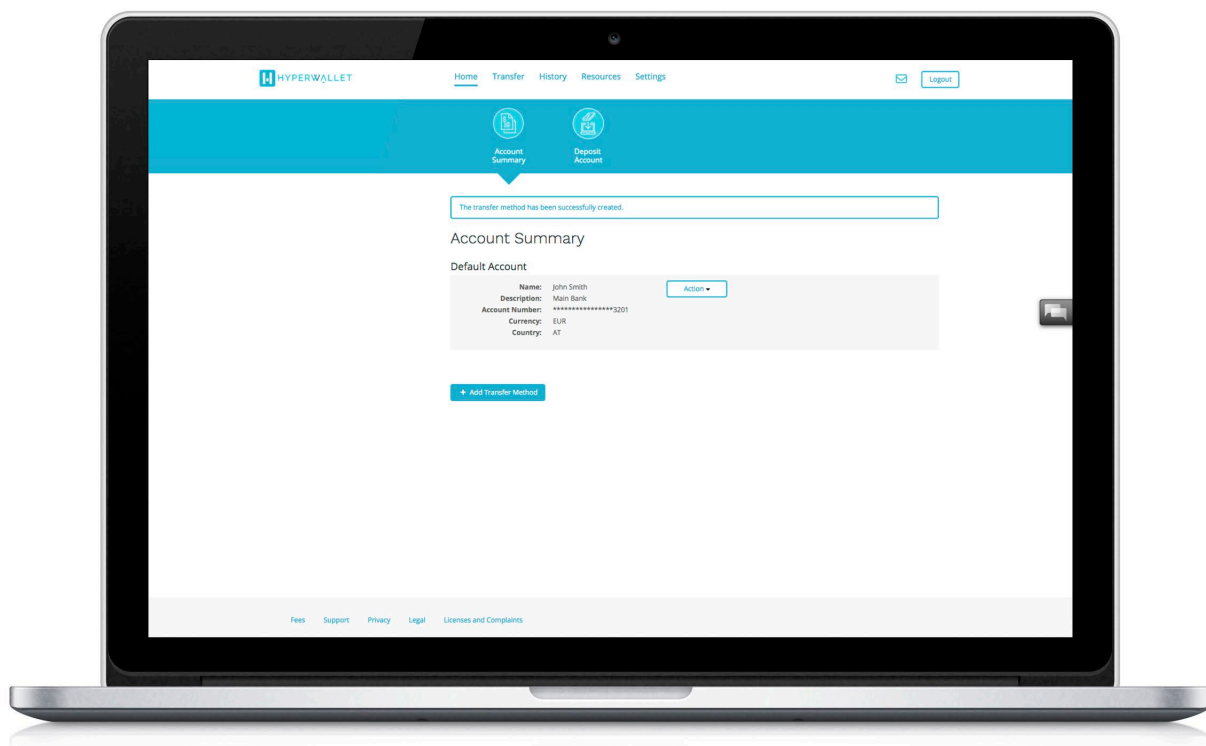 HYPERWALLET
Home Transfer History Resources Settings
Logout
Account
Summary
Deposit
Account
The transfer method has been successfully created.
Account Summary
Default Account
Name: John Smith
Action
Description: Main Bank
Account Number: ****************3201
Currency: EUR
Country: AT
+ Add Transfer Method
Fees Support Privacy Legal Licenses and Complaints